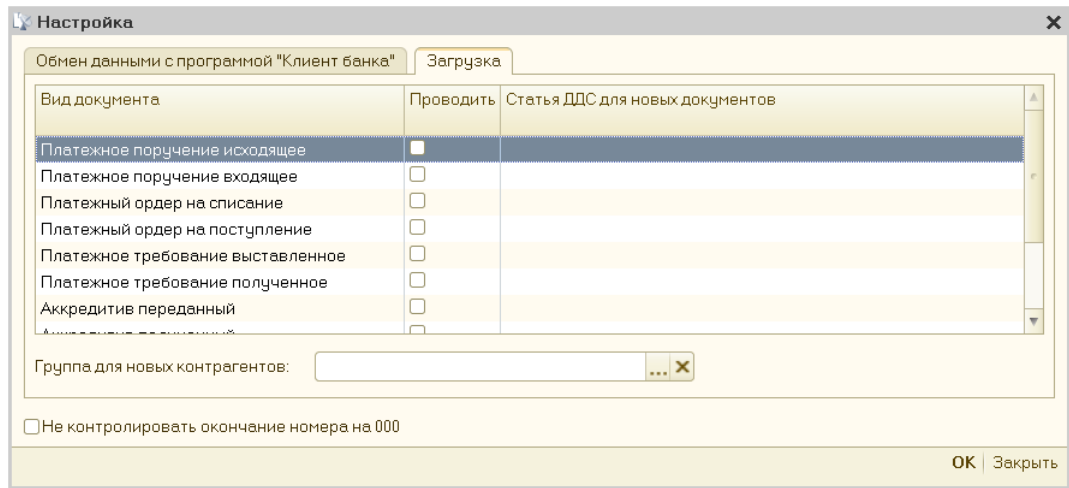 Настройка
Обмен данными с программой "Клиент банка" Загрузка
Вид документа Проводить Статья ДДС для новых документов
Платежное поручение исходящее
Платежное поручение входящее
Платежный ордер на списание
Платежный ордер на поступление
Платежное требование выставленное
Платежное требование полученное
Аккредитив переданный
Группа для новых контрагентов: ...
Не контролировать окончание номера на 000
OK Закрыть